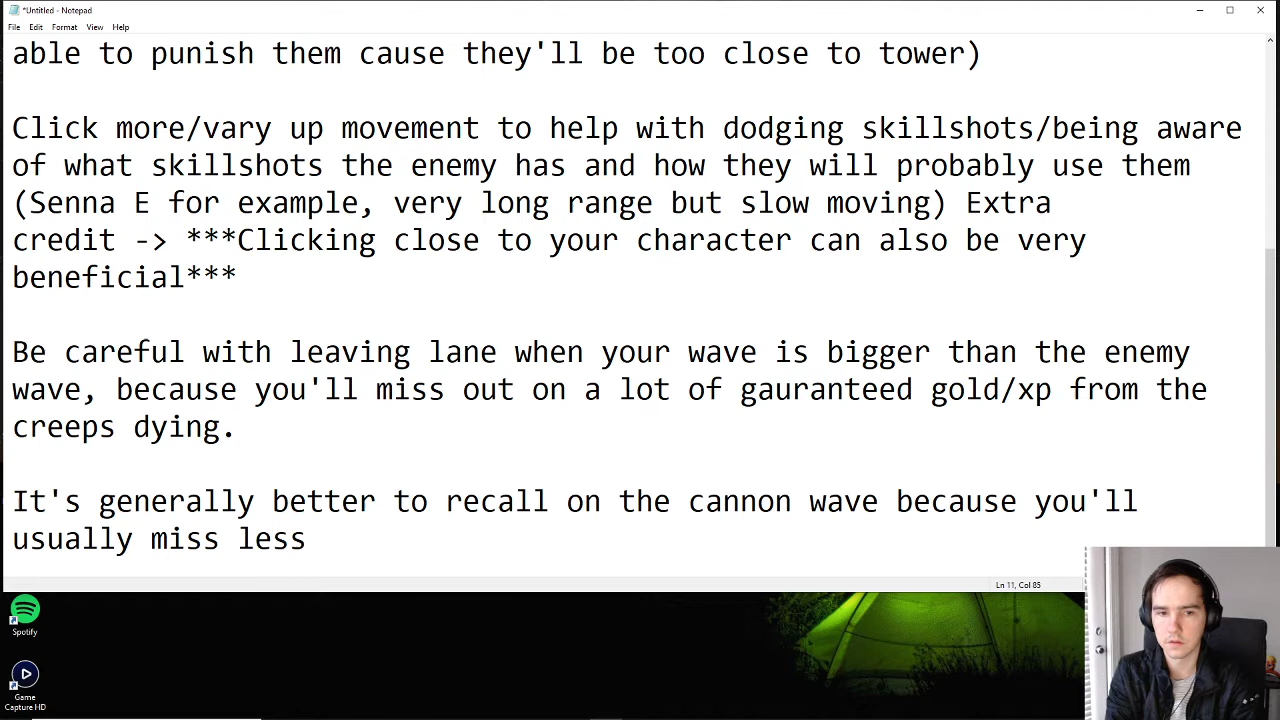 *Untitled - Notepad
File Edit Format View Help
able to punish them cause they'll be too close to tower)
Click more/vary up movement to help with dodging skillshots/being aware
of what skillshots the enemy has and how they will probably use them
(Senna E for example, very long range but slow moving) Extra
credit -> ***Clicking close to your character can also be very
beneficial***
Be careful with leaving lane when your wave is bigger than the enemy
wave, because you'll miss out on a lot of gauranteed gold/xp from the
creeps dying.
It's generally better to recall on the cannon wave because you'll
usually miss less
Ln 11, Col 85
Spotify
Game
Capture HD